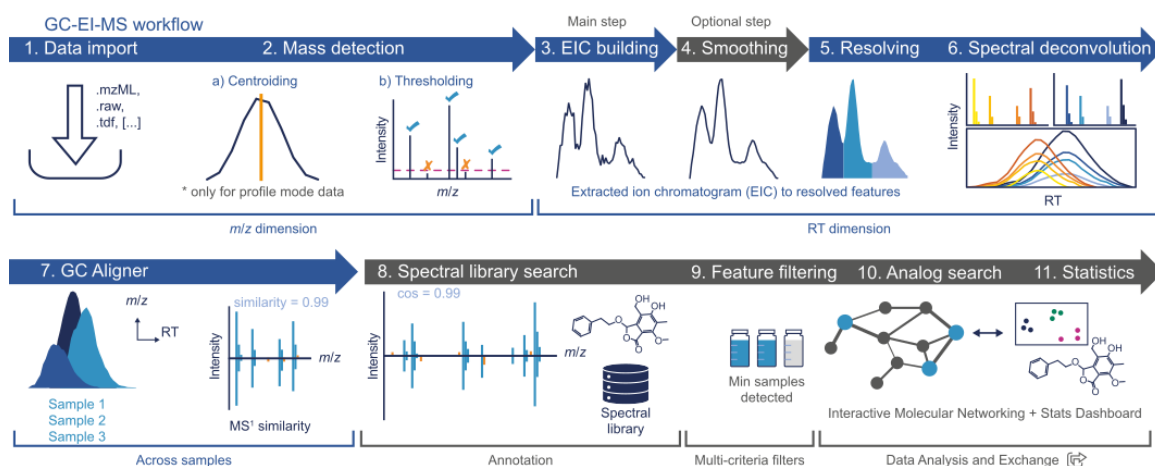 GC-EI-MS workflow
Main step
Optional step
1. Data import
2. Mass detection
3. EIC building
4. Smoothing
5. Resolving
6. Spectral deconvolution
.mzML,
.raw,
.tdf, [...]
a) Centroiding
* only for profile mode data
b) Thresholding
Intensity
m/z
Extracted ion chromatogram (EIC) to resolved features
Intensity
RT
m/z dimension
RT dimension
7. GC Aligner
8. Spectral library search
9. Feature filtering
10. Analog search
11. Statistics
m/z
RT
Sample 1
Sample 2
Sample 3
similarity = 0.99
Intensity
m/z
MS¹ similarity
cos = 0.99
Intensity
m/z
OH
OH
O
O
O
O
Spectral
library
Min samples
detected
OH
OH
O
O
O
O
Interactive Molecular Networking + Stats Dashboard
Across samples
Annotation
Multi-criteria filters
Data Analysis and Exchange